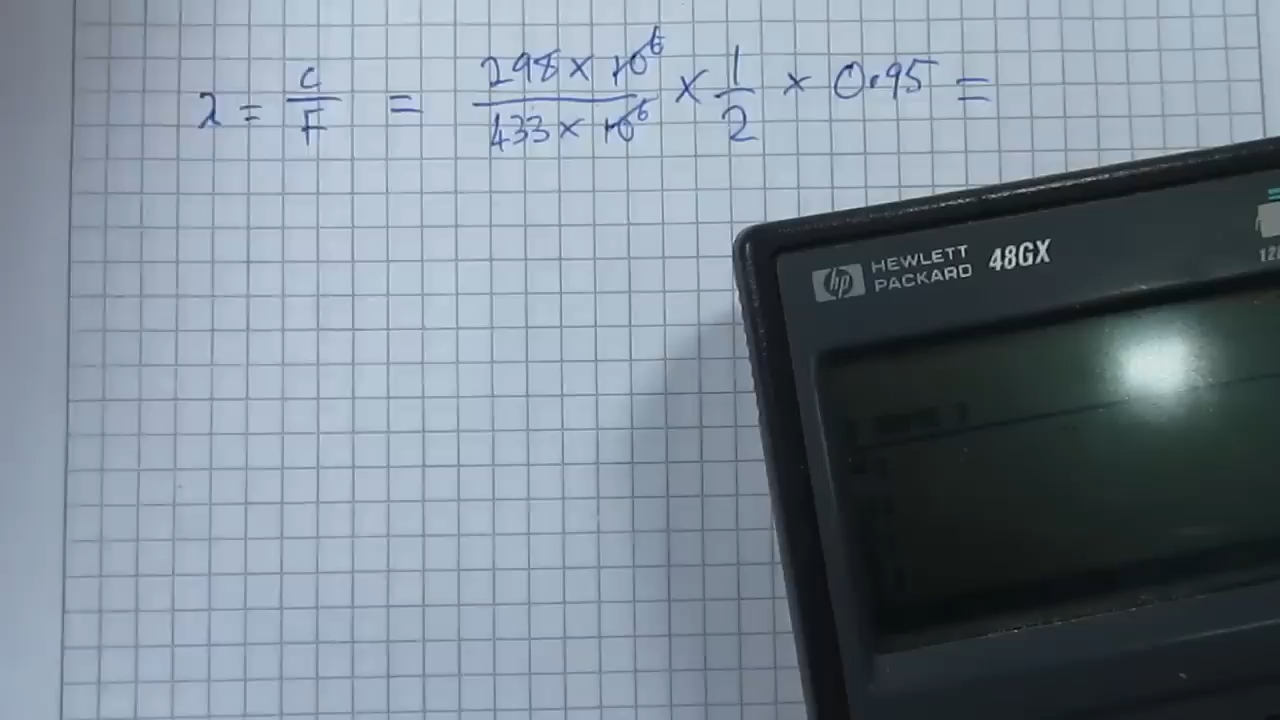 λ = C/F = 298 × 10⁶ / 433 × 10⁶ × 1/2 × 0.95 =
hp HEWLETT PACKARD 48GX